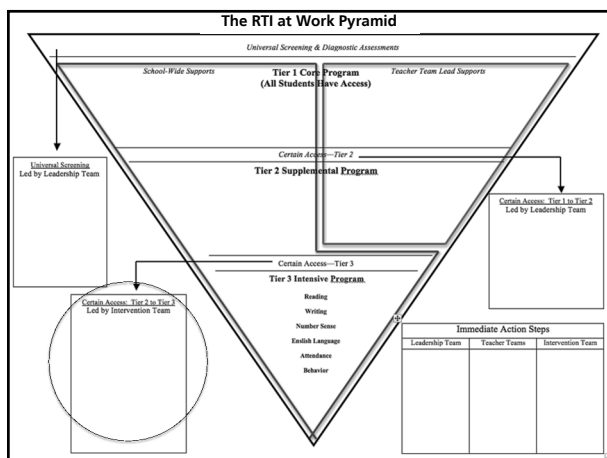 The RTI at Work Pyramid
Universal Screening & Diagnostic Assessments
School-Wide Supports
Tier 1 Core Program
(All Students Have Access)
Teacher Team Lead Supports
Certain Access—Tier 2
Tier 2 Supplemental Program
Universal Screening
Led by Leadership Team
Certain Access: Tier 1 to Tier 2
Led by Leadership Team
Certain Access—Tier 3
Tier 3 Intensive Program
Reading
Writing
Number Sense
Enslish Language
Attendance
Behavior
Certain Access: Tier 2 to Tier 3
Led by Intervention Team
Immediate Action Steps
Leadership Team
Teacher Teams
Intervention Team